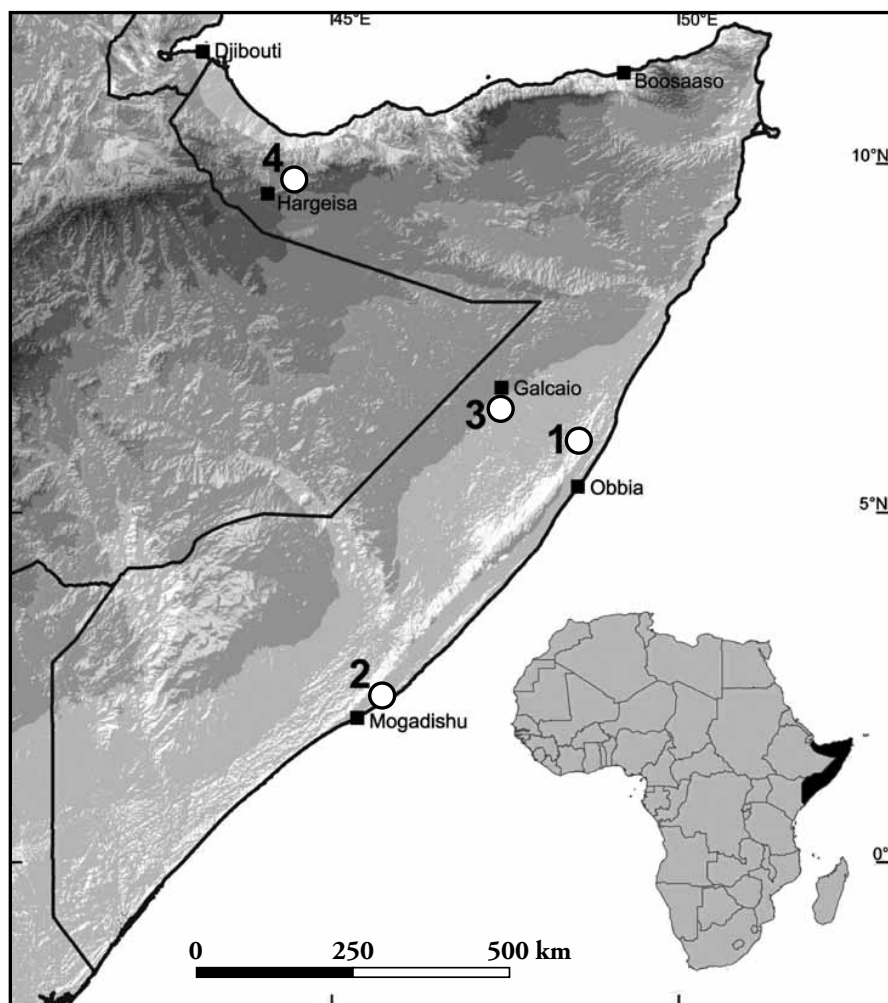 45°E
50°E
Djibouti
Boosaaso
10°N
4
Hargeisa
Galcaio
3
1
Obbia
5°N
2
Mogadishu
0°
0
250
500 km